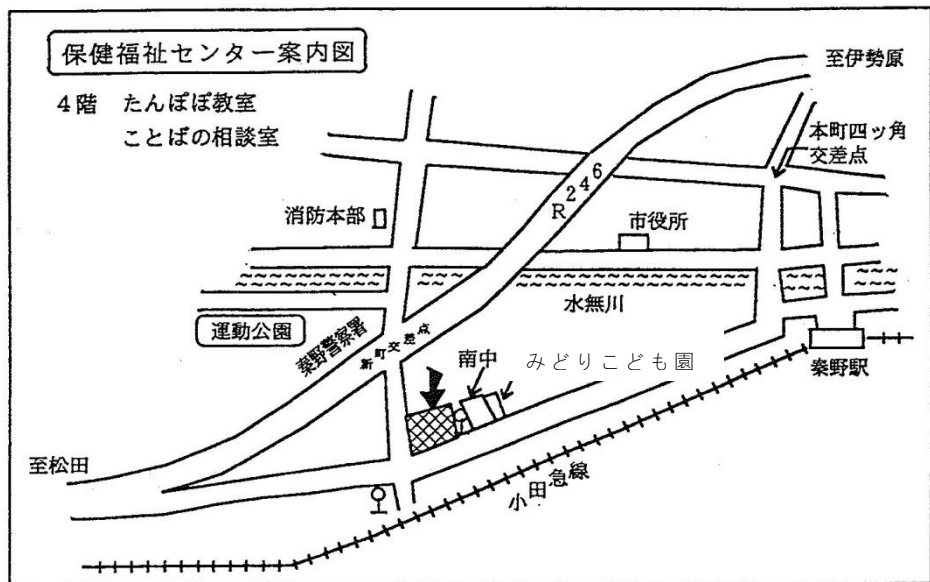 保健福祉センター案内図
4階 たんぽぽ教室
ことばの相談室
至伊勢原
本町四ッ角
交差点
R246
消防本部
市役所
水無川
運動公園
秦野警察署
新町交差点
南中
みどりこども園
秦野駅
至松田
小田急線